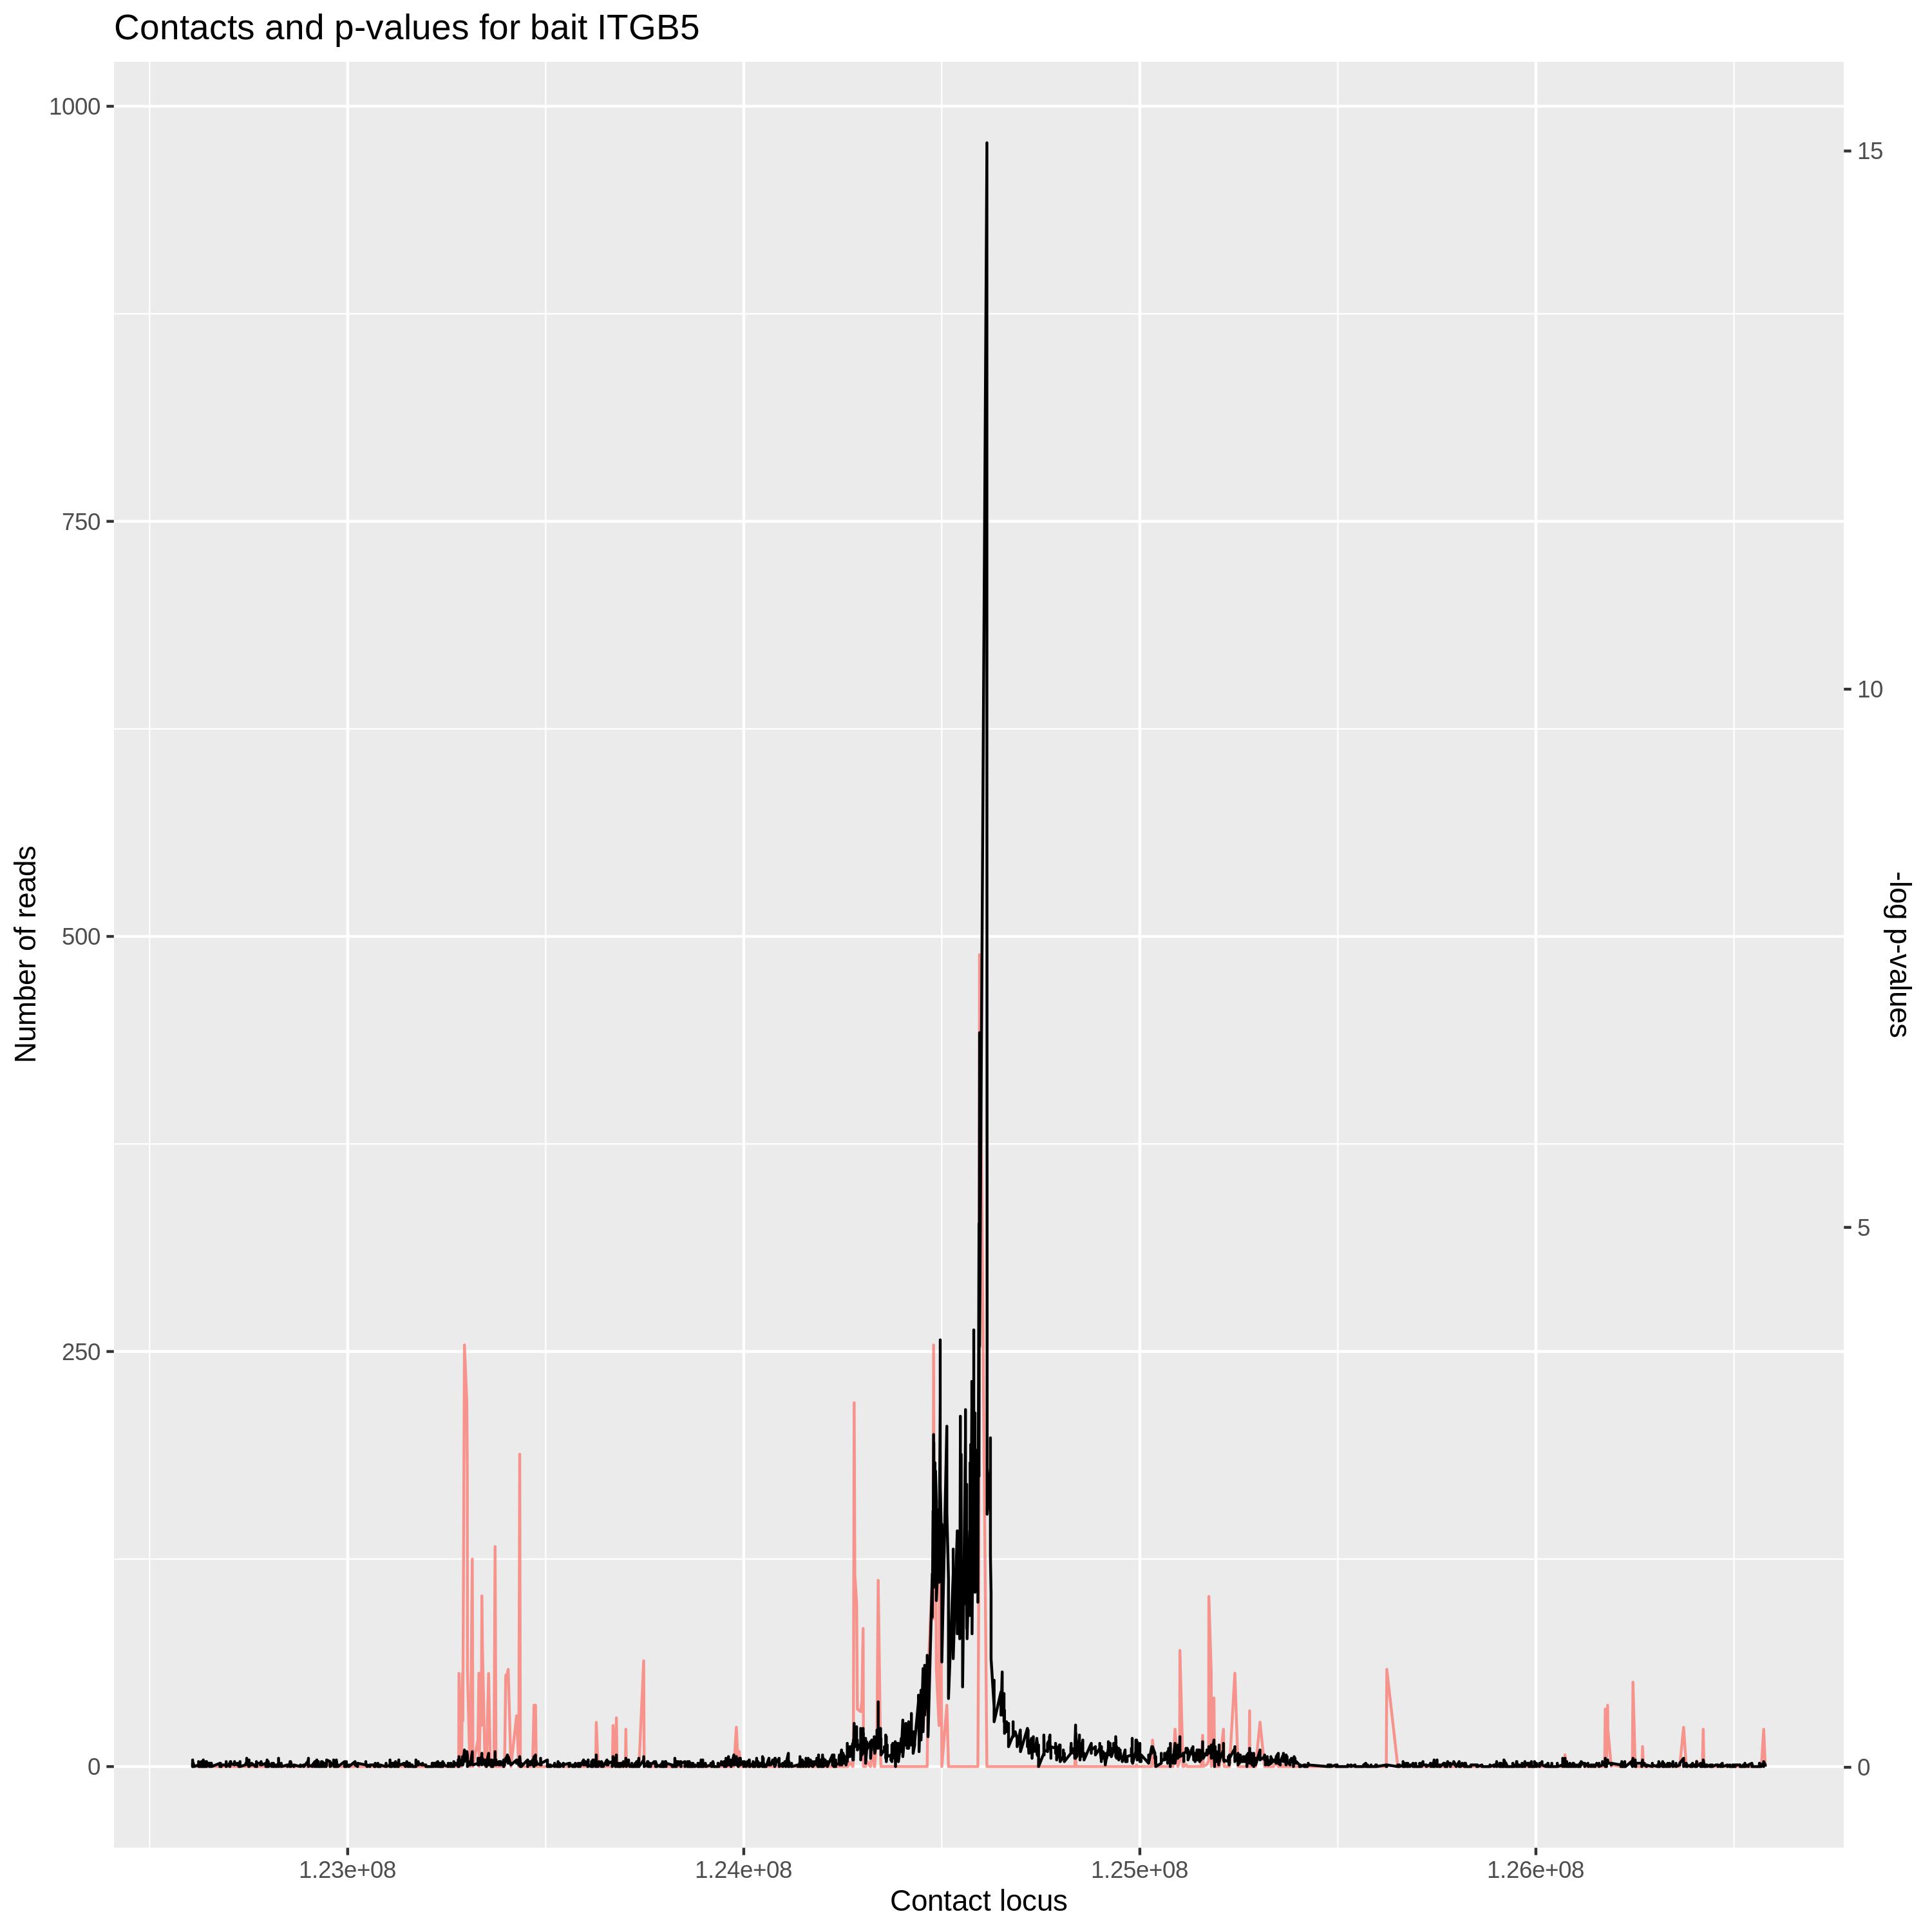 Contacts and p-values for bait ITGB5
1000
750
500
250
0
Number of reads
15
10
5
0
-log p-values
1.23e+08
1.24e+08
1.25e+08
1.26e+08
Contact locus